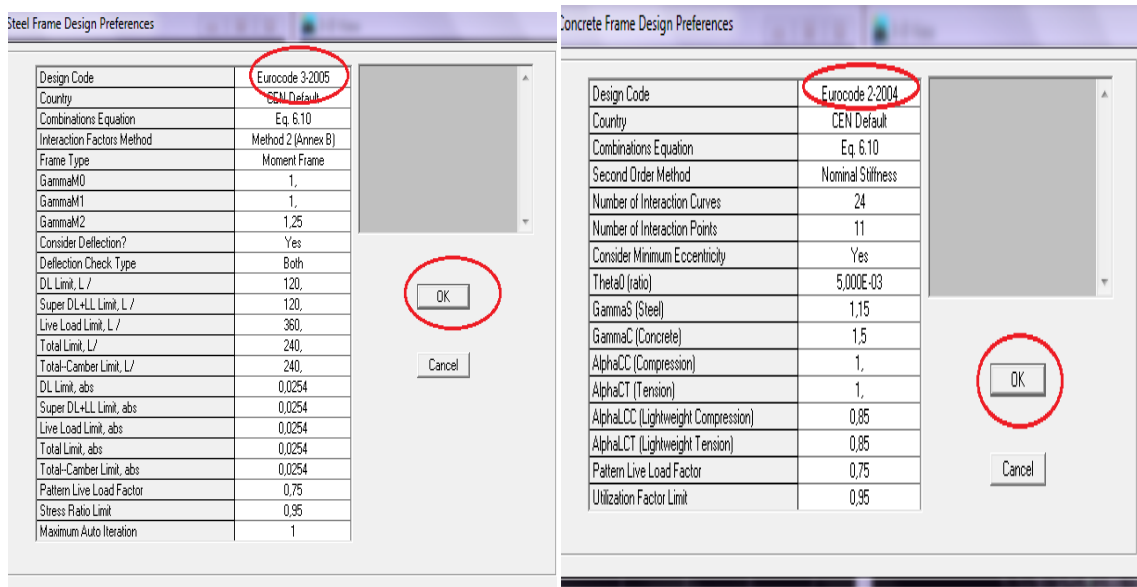 Steel Frame Design Preferences
Design Code Eurocode 3-2005
Country CEN Default
Combinations Equation Eq. 6.10
Interaction Factors Method Method 2 (Annex B)
Frame Type Moment Frame
GammaM0 1,
GammaM1 1,
GammaM2 1,25
Consider Deflection? Yes
Deflection Check Type Both
DL Limit, L / 120,
Super DL+LL Limit, L / 120,
Live Load Limit, L / 360,
Total Limit, L/ 240,
Total--Camber Limit, L/ 240,
DL Limit, abs 0,0254
Super DL+LL Limit, abs 0,0254
Live Load Limit, abs 0,0254
Total Limit, abs 0,0254
Total--Camber Limit, abs 0,0254
Pattern Live Load Factor 0,75
Stress Ratio Limit 0,95
Maximum Auto Iteration 1
OK
Cancel
Concrete Frame Design Preferences
Design Code Eurocode 2-2004
Country CEN Default
Combinations Equation Eq. 6.10
Second Order Method Nominal Stiffness
Number of Interaction Curves 24
Number of Interaction Points 11
Consider Minimum Eccentricity Yes
Theta0 (ratio) 5,000E-03
GammaS (Steel) 1,15
GammaC (Concrete) 1,5
AlphaCC (Compression) 1,
AlphaCT (Tension) 1,
AlphaLCC (Lightweight Compression) 0,85
AlphaLCT (Lightweight Tension) 0,85
Pattern Live Load Factor 0,75
Utilization Factor Limit 0,95
OK
Cancel